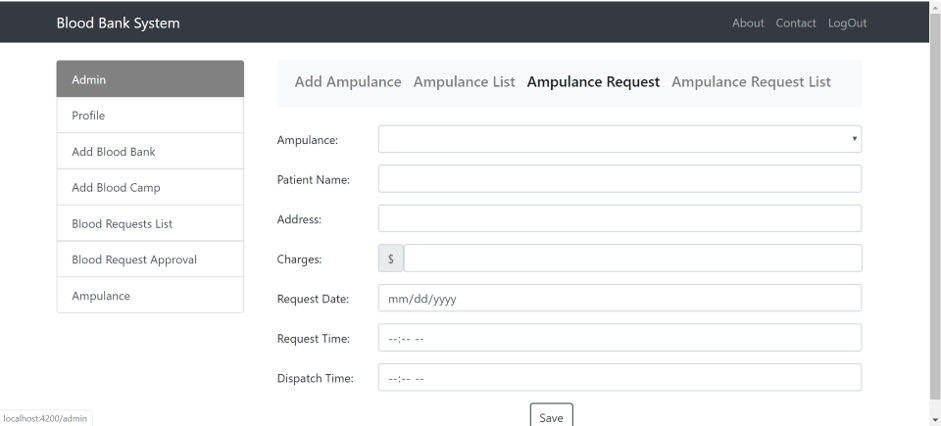 Blood Bank System
About Contact LogOut
Admin
Profile
Add Blood Bank
Add Blood Camp
Blood Requests List
Blood Request Approval
Ampulance
Add Ampulance Ampulance List Ampulance Request Ampulance Request List
Ampulance:
Patient Name:
Address:
Charges: $
Request Date: mm/dd/yyyy
Request Time: --:-- --
Dispatch Time: --:-- --
Save
localhost:4200/admin